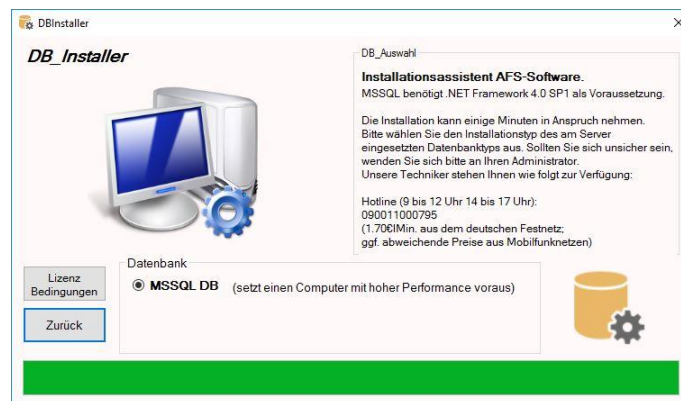 DBInstaller
DB_Installer
DB_Auswahl
Installationsassistent AFS-Software.
MSSQL benötigt .NET Framework 4.0 SP1 als Voraussetzung.
Die Installation kann einige Minuten in Anspruch nehmen.
Bitte wählen Sie den Installationstyp des am Server
eingesetzten Datenbanktyps aus. Sollten Sie sich unsicher sein,
wenden Sie sich bitte an Ihren Administrator.
Unsere Techniker stehen Ihnen wie folgt zur Verfügung:
Hotline (9 bis 12 Uhr 14 bis 17 Uhr):
090011000795
(1.70€lMin. aus dem deutschen Festnetz;
ggf. abweichende Preise aus Mobilfunknetzen)
Datenbank
Lizenz
Bedingungen
MSSQL DB (setzt einen Computer mit hoher Performance voraus)
Zurück